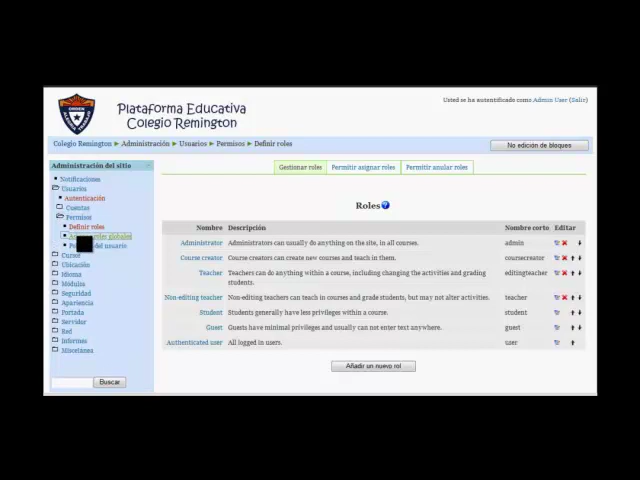 Plataforma Educativa
Colegio Remington
Usted se ha autentificado como Admin User (Salir)
Colegio Remington ► Administración ► Usuarios ► Permisos ► Definir roles
No edición de bloques
Administración del sitio
Notificaciones
Usuarios
Autenticación
Cuentas
Permisos
Definir roles
roles globales
del usuario
Cursos
Ubicación
Idioma
Módulos
Seguridad
Apariencia
Portada
Servidor
Red
Informes
Miscelánea
Buscar
Gestionar roles
Permitir asignar roles
Permitir anular roles
Roles
Nombre Descripción Nombre corto Editar
Administrator Administrators can usually do anything on the site, in all courses. admin
Course creator Course creators can create new courses and teach in them. coursecreator
Teacher Teachers can do anything within a course, including changing the activities and grading students. editingteacher
Non-editing teacher Non-editing teachers can teach in courses and grade students, but may not alter activities. teacher
Student Students generally have less privileges within a course. student
Guest Guests have minimal privileges and usually can not enter text anywhere. guest
Authenticated user All logged in users. user
Añadir un nuevo rol